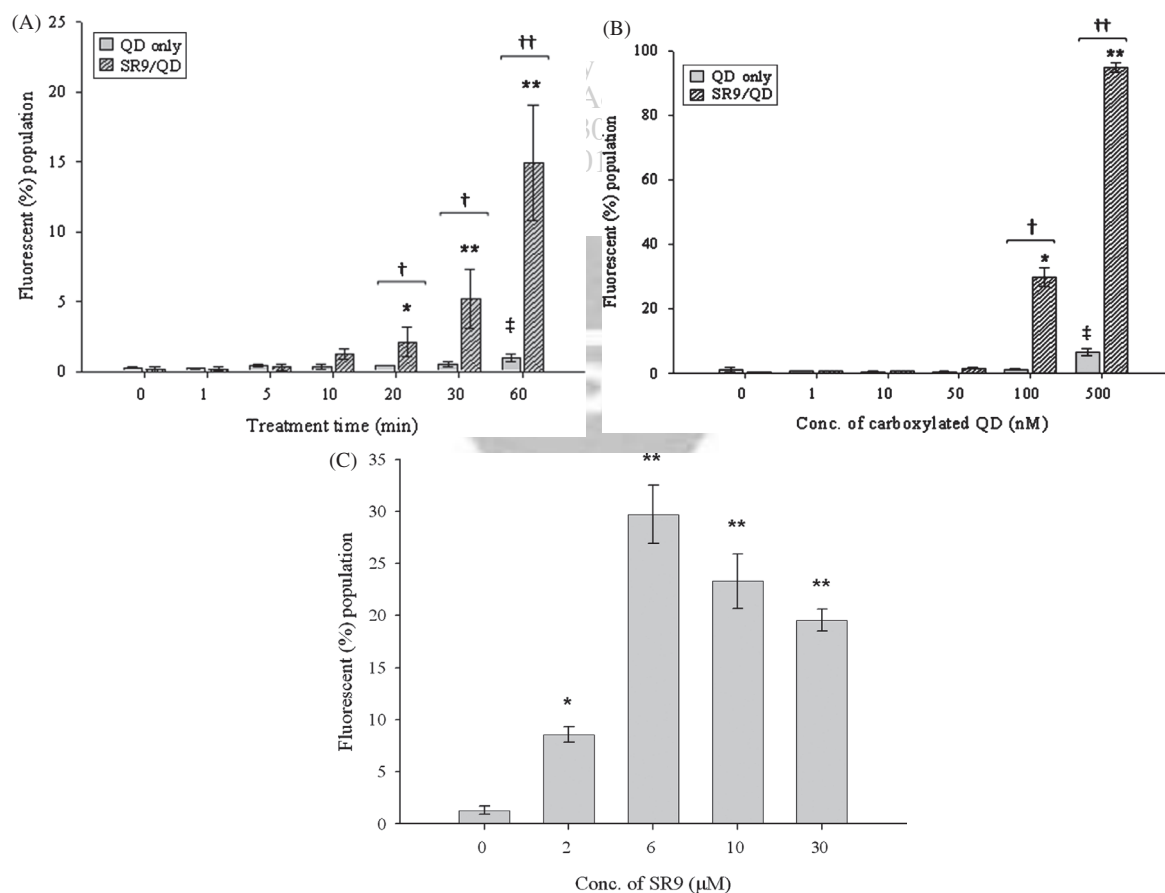 (A)
25
20
15
10
5
0
Fluorescent (%) population
QD only
SR9/QD
†
*
†
**
††
**
‡
0 1 5 10 20 30 60
Treatment time (min)
(B)
100
80
60
40
20
0
Fluorescent (%) population
QD only
SR9/QD
†
*
††
**
‡
0 1 10 50 100 500
Conc. of carboxylated QD (nM)
(C)
35
30
25
20
15
10
5
0
Fluorescent (%) population
*
**
**
**
0 2 6 10 30
Conc. of SR9 (μM)